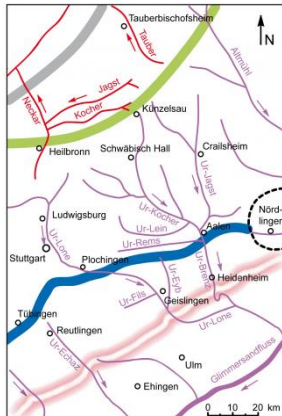 Tauberbischofsheim
N
Tauber
Altmühl
Jagst
Neckar
Kocher
Künzelsau
Heilbronn
Schwäbisch Hall
Crailsheim
Ur-Jagst
Ur-Kocher
Nörd-
lingen
Ludwigsburg
Ur-Lein
Ur-Lone
Ur-Rems
Aalen
Stuttgart
Plochingen
Ur-Eyb
Ur-Brenz
Heidenheim
Ur-Fils
Geislingen
Tübingen
Ur-Lone
Reutlingen
Ur-Echaz
Ulm
Glimmersandfluss
Ehingen
0 10 20 km